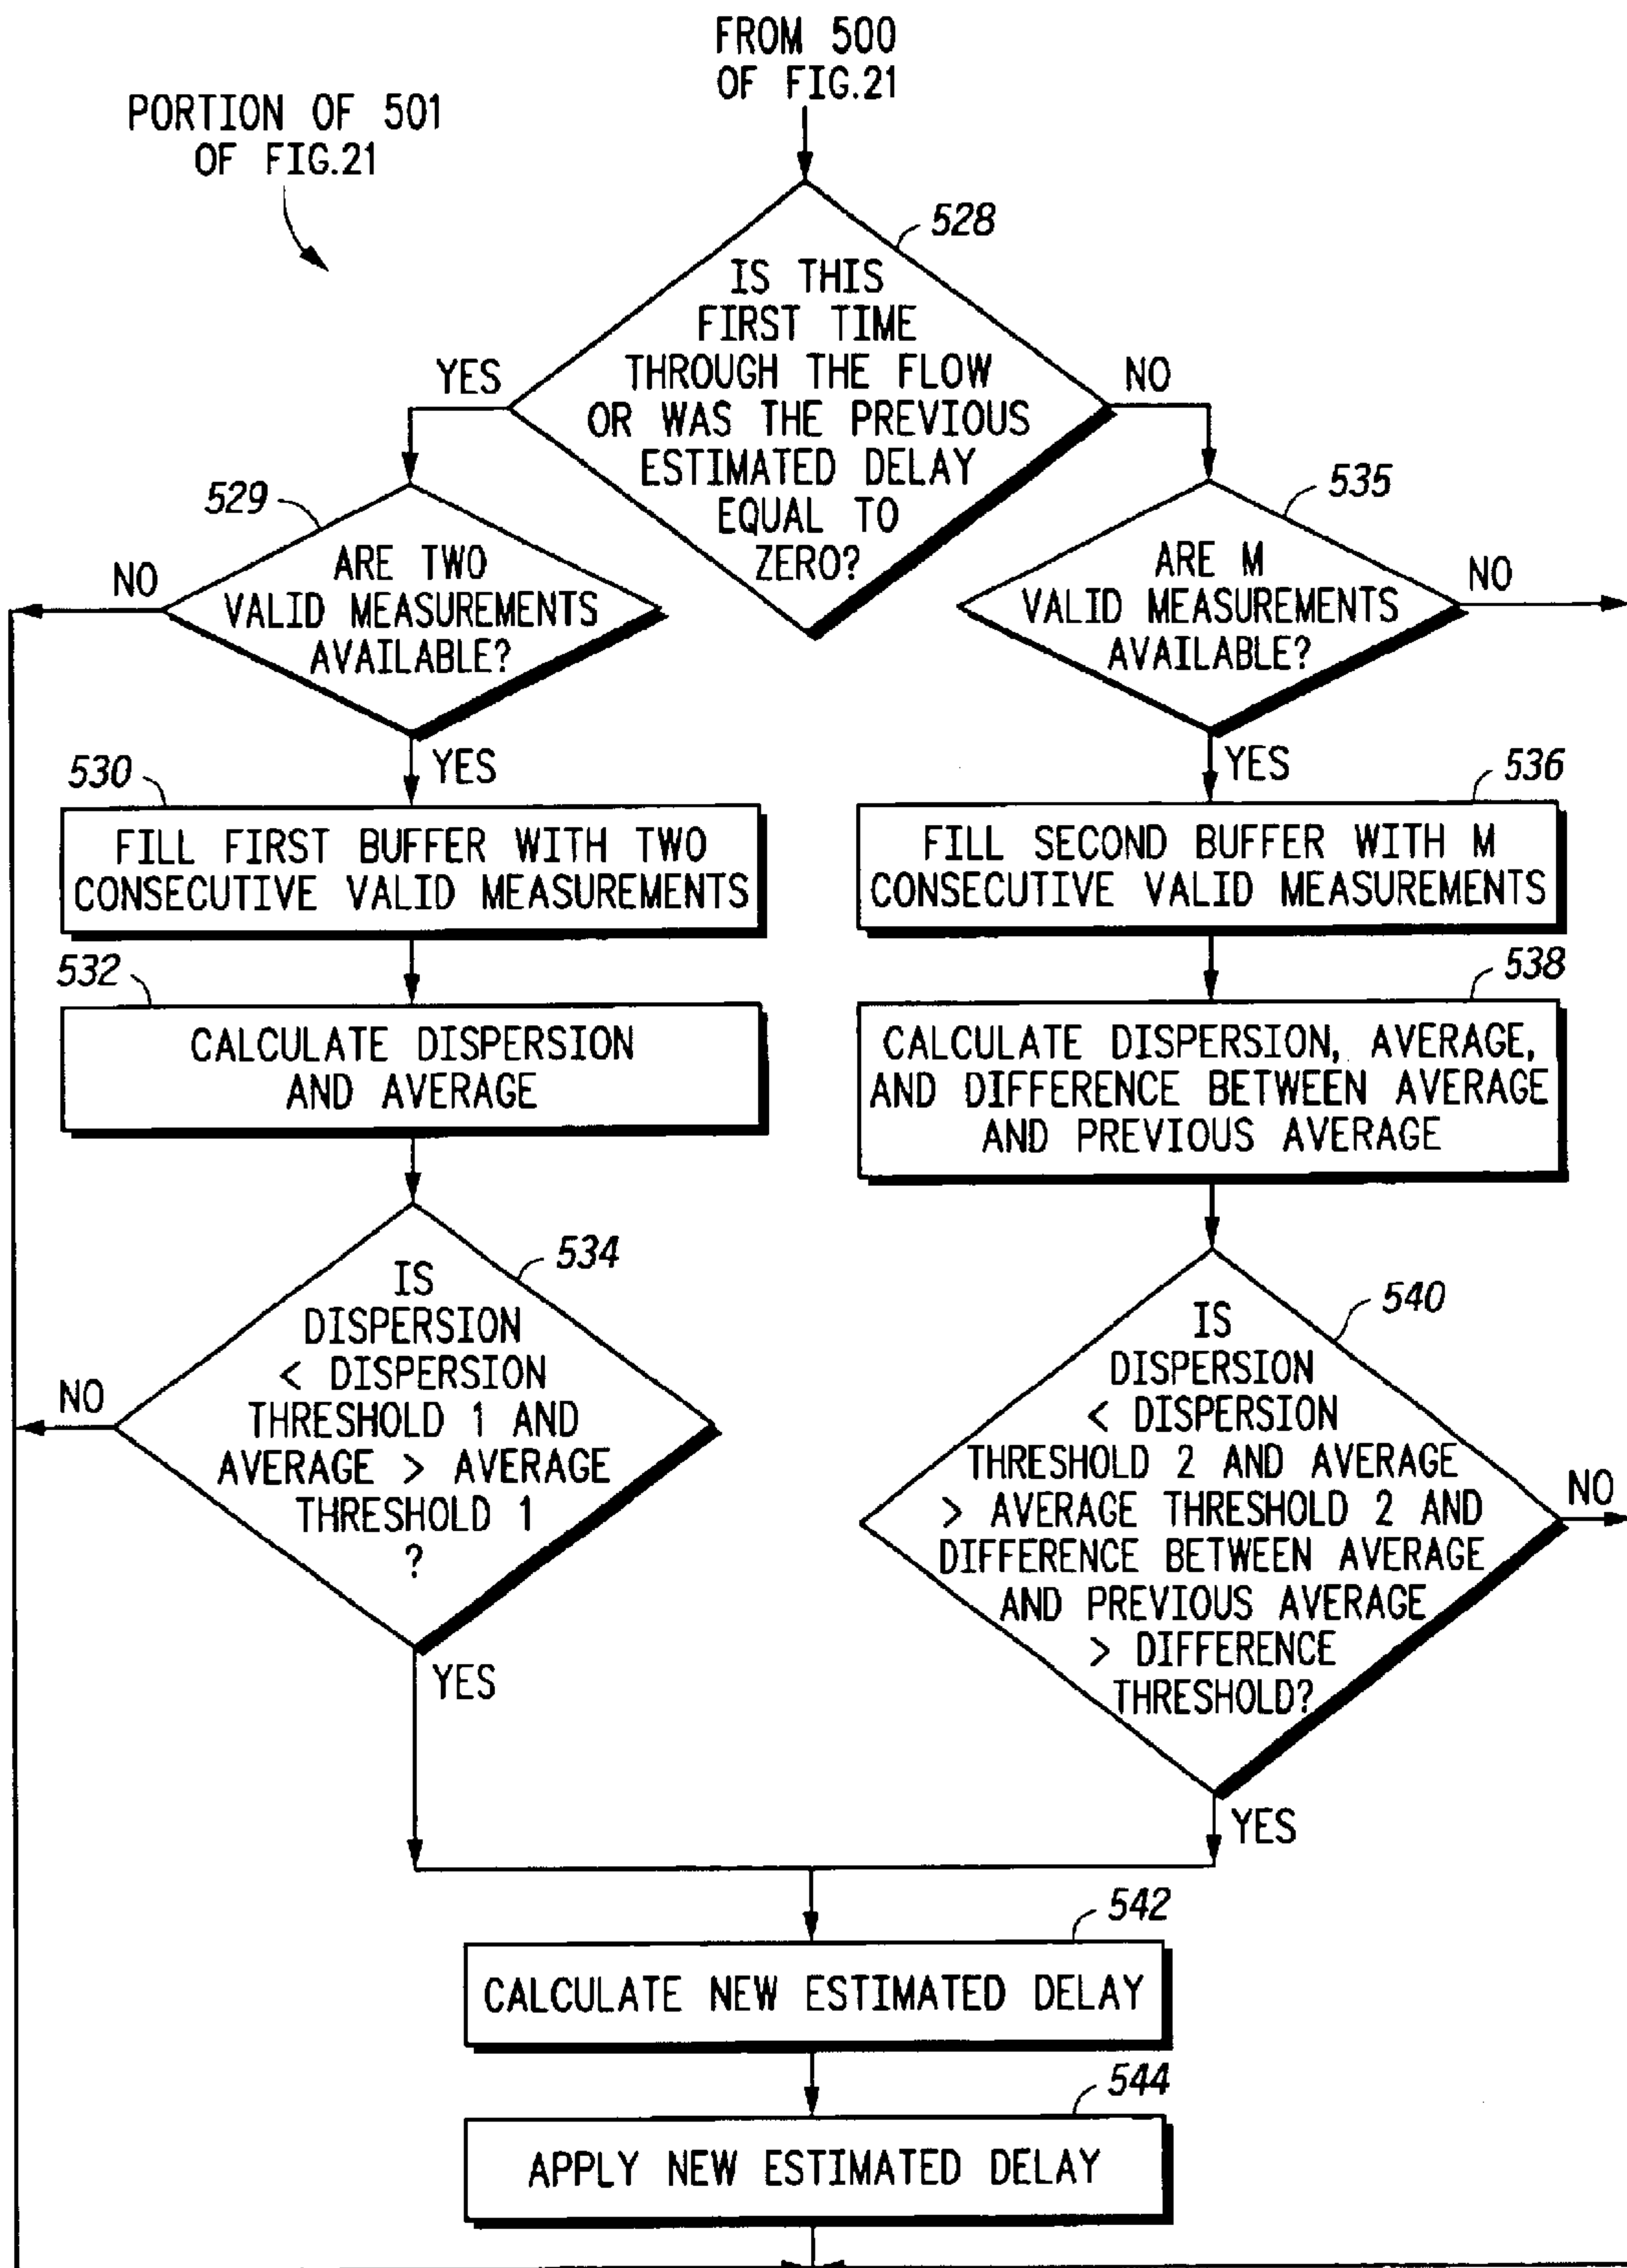 FROM 500
OF FIG.21
PORTION OF 501
OF FIG.21
528
IS THIS
FIRST TIME
THROUGH THE FLOW
OR WAS THE PREVIOUS
ESTIMATED DELAY
EQUAL TO
ZERO?
YES
NO
529
ARE TWO
VALID MEASUREMENTS
AVAILABLE?
NO
YES
535
ARE M
VALID MEASUREMENTS
AVAILABLE?
NO
YES
530
FILL FIRST BUFFER WITH TWO
CONSECUTIVE VALID MEASUREMENTS
536
FILL SECOND BUFFER WITH M
CONSECUTIVE VALID MEASUREMENTS
532
CALCULATE DISPERSION
AND AVERAGE
538
CALCULATE DISPERSION, AVERAGE,
AND DIFFERENCE BETWEEN AVERAGE
AND PREVIOUS AVERAGE
534
IS
DISPERSION
< DISPERSION
THRESHOLD 1 AND
AVERAGE > AVERAGE
THRESHOLD 1
?
NO
YES
540
IS
DISPERSION
< DISPERSION
THRESHOLD 2 AND AVERAGE
> AVERAGE THRESHOLD 2 AND
DIFFERENCE BETWEEN AVERAGE
AND PREVIOUS AVERAGE
> DIFFERENCE
THRESHOLD?
NO
YES
542
CALCULATE NEW ESTIMATED DELAY
544
APPLY NEW ESTIMATED DELAY